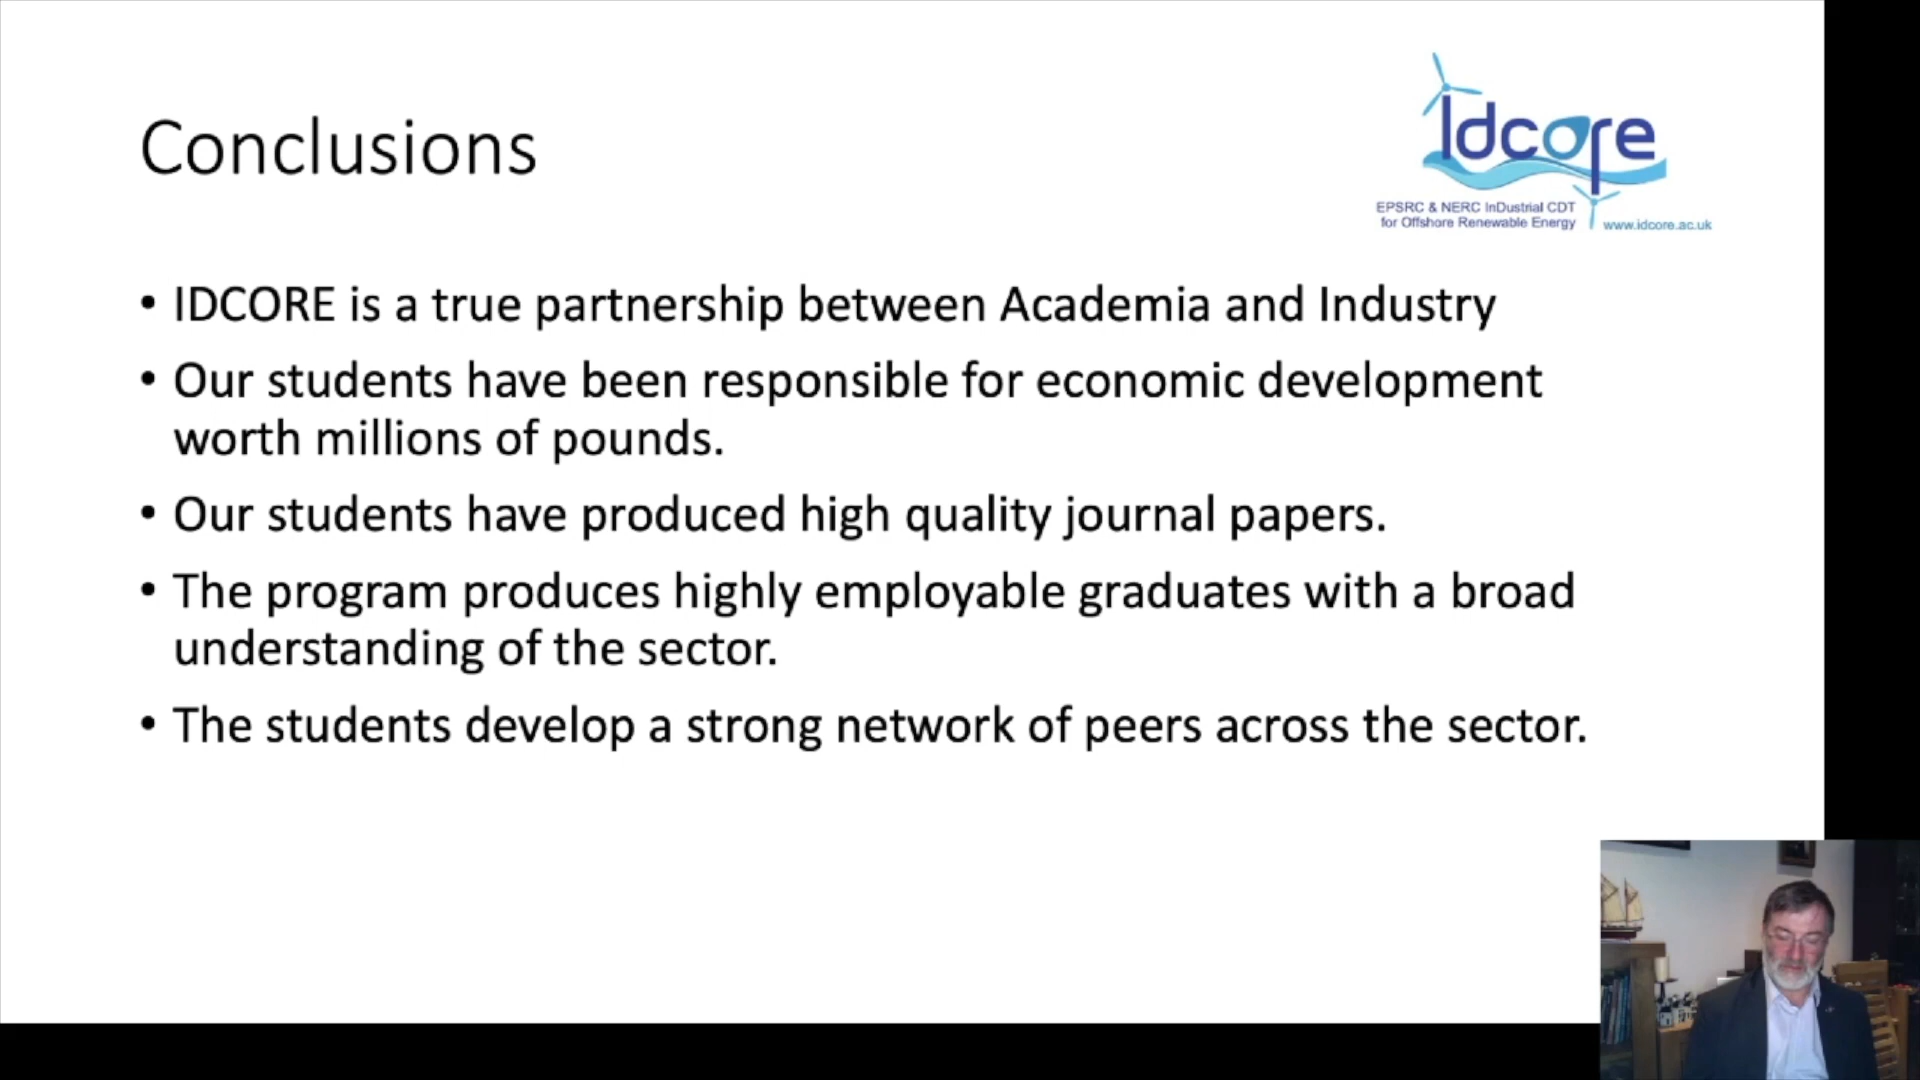 Conclusions
Idcore
EPSRC & NERC InDustrial CDT
for Offshore Renewable Energy
www.idcore.ac.uk
• IDCORE is a true partnership between Academia and Industry
• Our students have been responsible for economic development
worth millions of pounds.
• Our students have produced high quality journal papers.
• The program produces highly employable graduates with a broad
understanding of the sector.
• The students develop a strong network of peers across the sector.